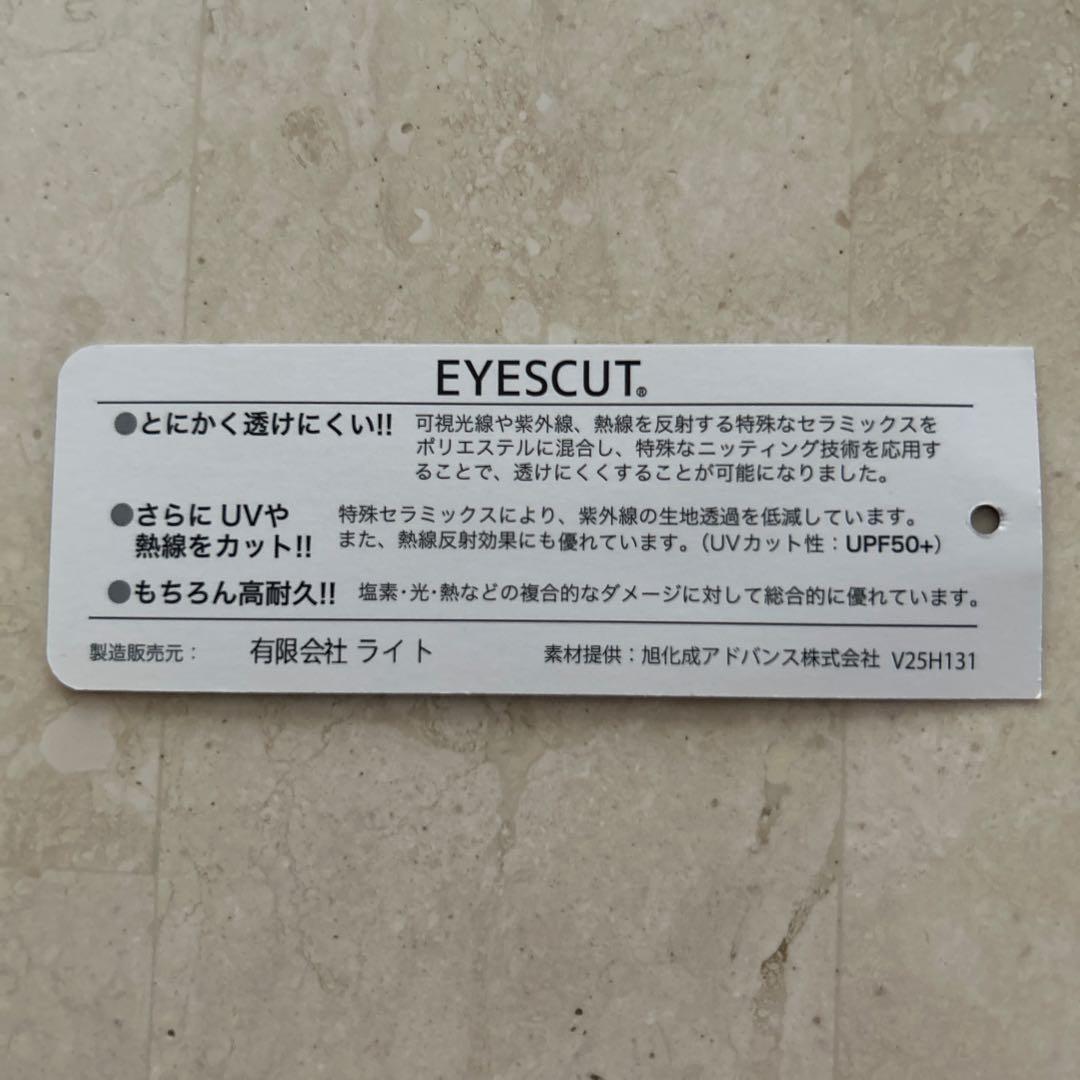 EYESCUT®
●とにかく透けにくい!! 可視光線や紫外線、熱線を反射する特殊なセラミックスを
ポリエステルに混合し、特殊なニッティング技術を応用す
ることで、透けにくくすることが可能になりました。
●さらに UVや
熱線をカット!!
特殊セラミックスにより、紫外線の生地透過を低減しています。
また、熱線反射効果にも優れています。(UVカット性：UPF50+)
●もちろん高耐久!! 塩素・光・熱などの複合的なダメージに対して総合的に優れています。
製造販売元： 有限会社 ライト 素材提供：旭化成アドバンス株式会社 V25H131